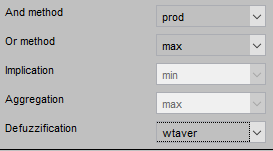 And method prod
Or method max
Implication min
Aggregation max
Defuzzification wtaver